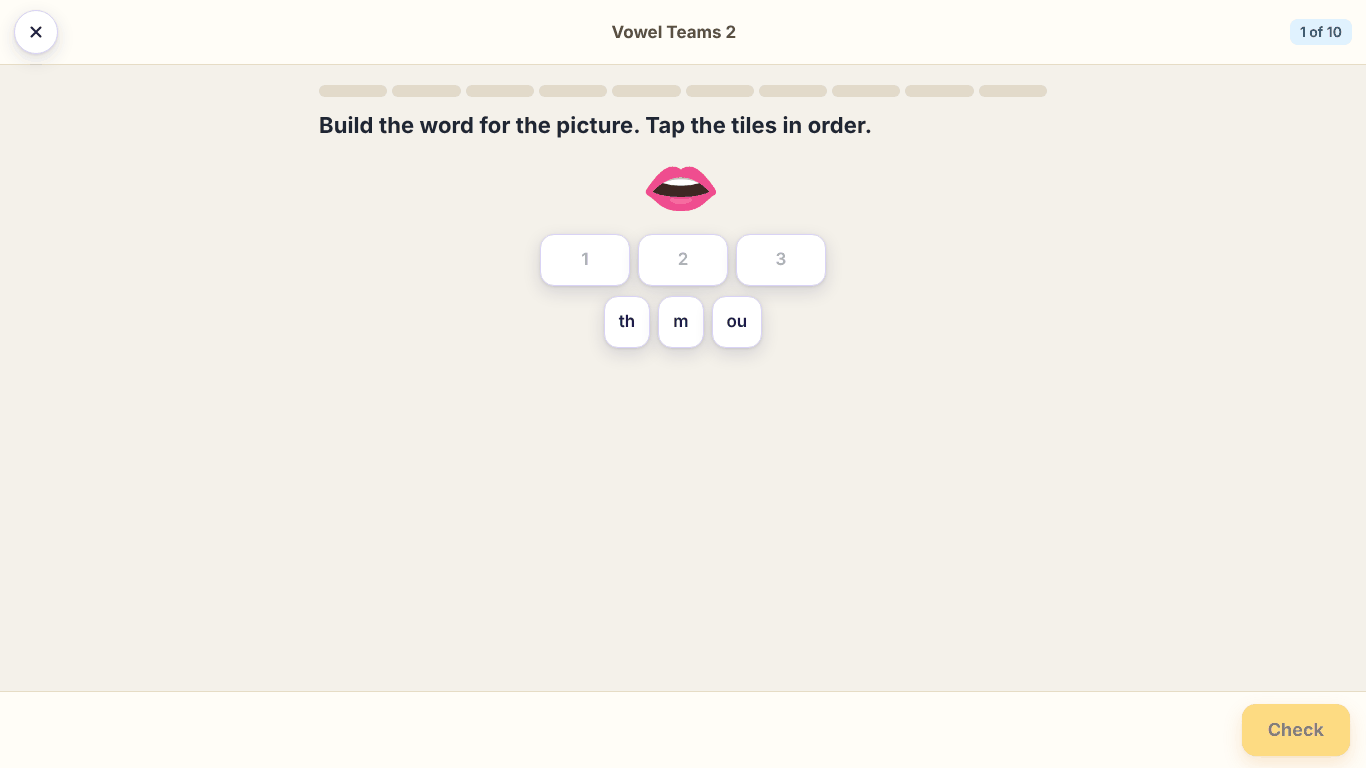 Vowel Teams 2
1 of 10
Build the word for the picture. Tap the tiles in order.
1 2 3
th m ou
Check